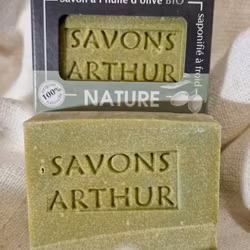 Savon à l'huile d'olive BIO
saponifié à froid
SAVONS
ARTHUR
100%
NATURE
SAVONS
ARTHUR